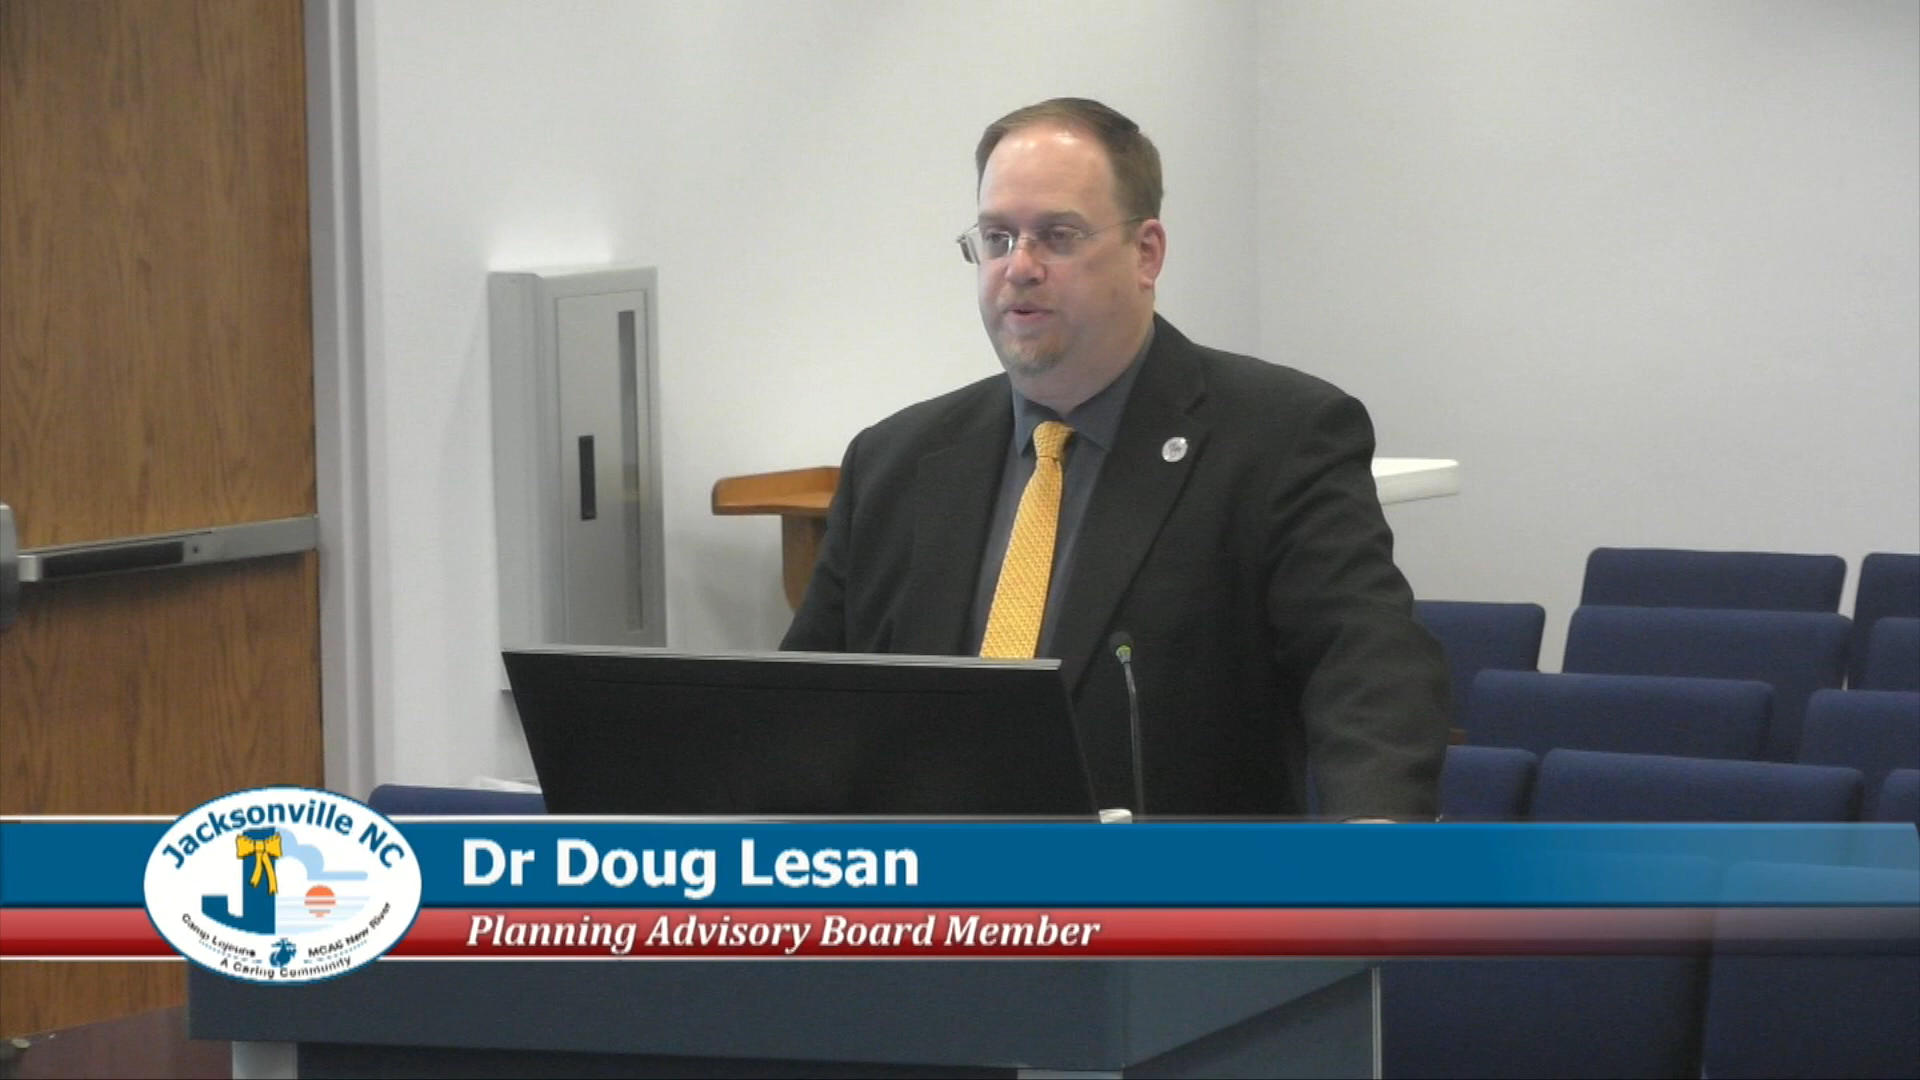 Jacksonville NC
Camp Lejeune
MCAS New River
A Caring Community
Dr Doug Lesan
Planning Advisory Board Member